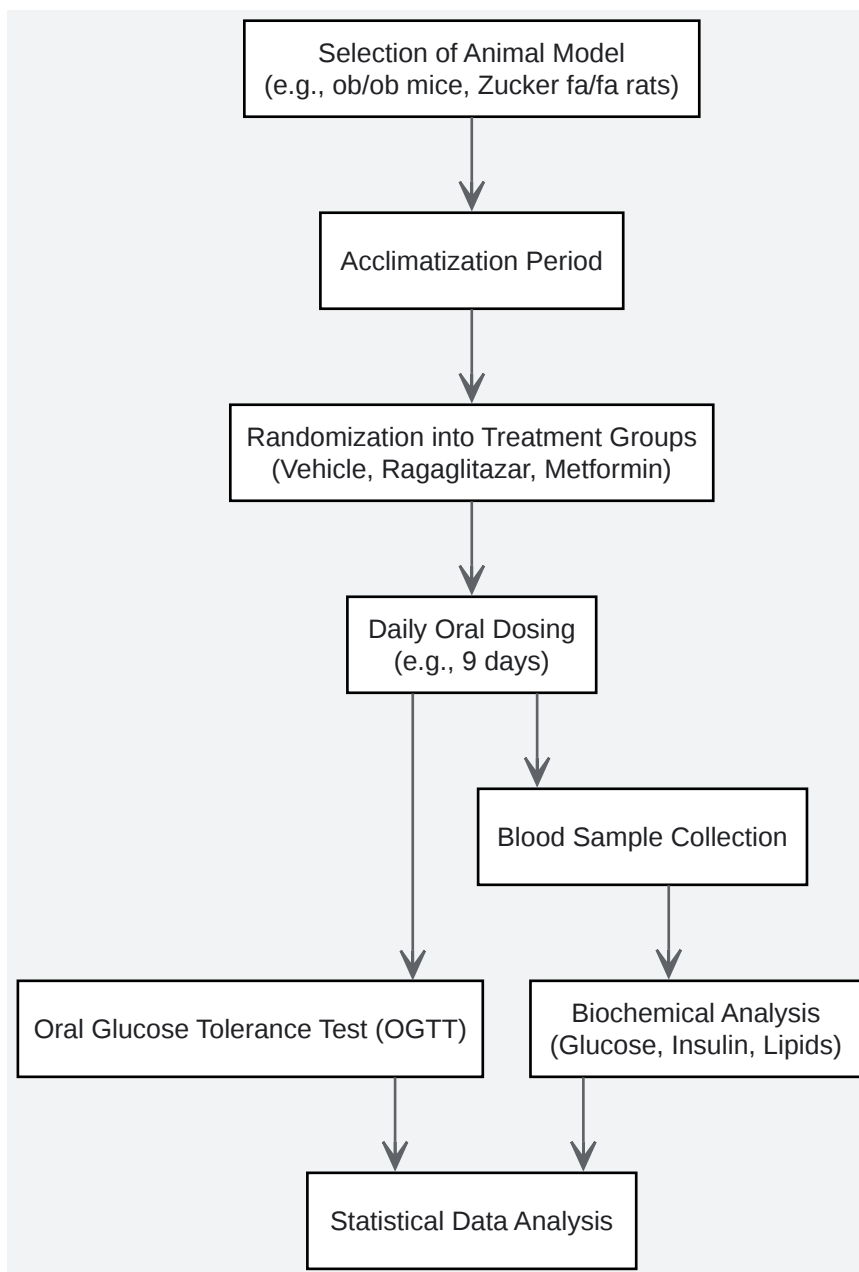 Selection of Animal Model
(e.g., ob/ob mice, Zucker fa/fa rats)
Acclimatization Period
Randomization into Treatment Groups
(Vehicle, Ragaglitazar, Metformin)
Daily Oral Dosing
(e.g., 9 days)
Blood Sample Collection
Oral Glucose Tolerance Test (OGTT)
Biochemical Analysis
(Glucose, Insulin, Lipids)
Statistical Data Analysis